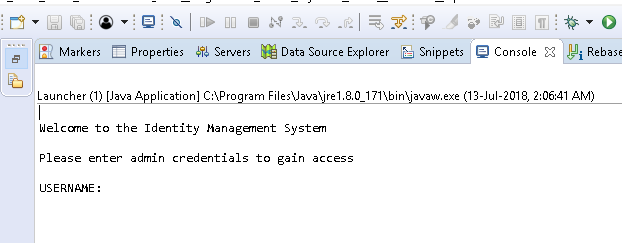 Markers Properties Servers Data Source Explorer Snippets Console Rebase
Launcher (1) [Java Application] C:\Program Files\Java\jre1.8.0_171\bin\javaw.exe (13-Jul-2018, 2:06:41 AM)
Welcome to the Identity Management System
Please enter admin credentials to gain access
USERNAME: